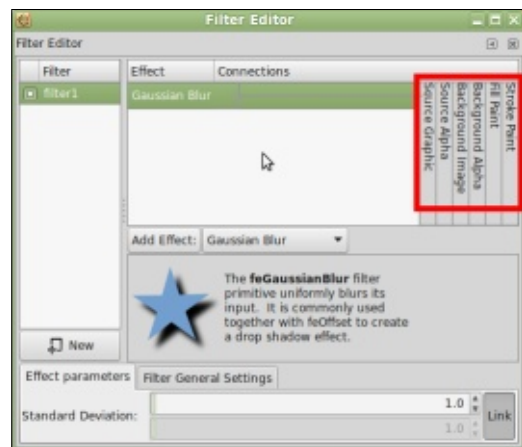 Filter Editor
Filter Editor
Filter
Effect
Connections
filter1
Gaussian Blur
Source Graphic
Source Alpha
Background Image
Background Alpha
Fill Paint
Stroke Paint
Add Effect:
Gaussian Blur
The feGaussianBlur filter
primitive uniformly blurs its
input. It is commonly used
together with feOffset to create
a drop shadow effect.
New
Effect parameters
Filter General Settings
Standard Deviation:
1.0
1.0
Link